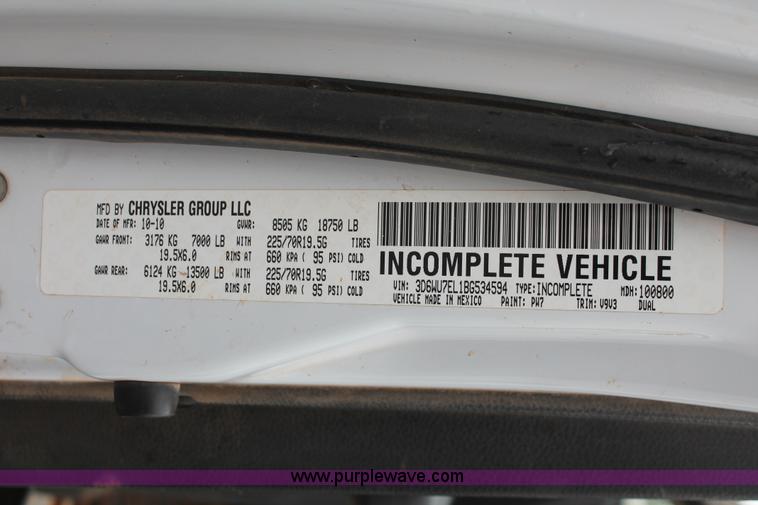 MFD BY CHRYSLER GROUP LLC
DATE OF MFR: 10-10 GVWR: 8505 KG 18750 LB
GAWR FRONT: 3176 KG 7000 LB WITH 225/70R19.5G TIRES
19.5X6.0 RIMS AT 660 KPA ( 95 PSI) COLD
GAWR REAR: 6124 KG 13500 LB WITH 225/70R19.5G TIRES
19.5X6.0 RIMS AT 660 KPA ( 95 PSI) COLD
INCOMPLETE VEHICLE
VIN: 3D6WU7EL1BG534594 TYPE: INCOMPLETE MDH: 100800
VEHICLE MADE IN MEXICO PAINT: PW7 TRIM: V9V3 DUAL
www.purplewave.com